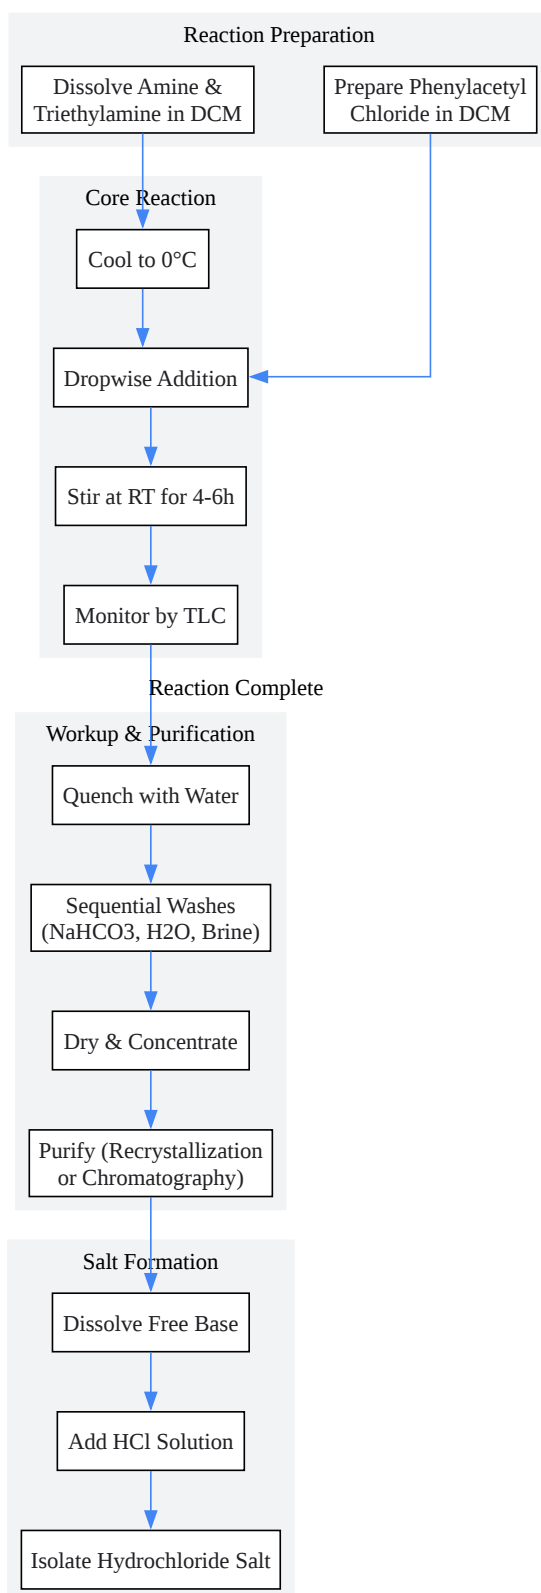 Reaction Preparation
Dissolve Amine &
Triethylamine in DCM
Prepare Phenylacetyl
Chloride in DCM
Core Reaction
Cool to 0°C
Dropwise Addition
Stir at RT for 4-6h
Monitor by TLC
Reaction Complete
Workup & Purification
Quench with Water
Sequential Washes
(NaHCO3, H2O, Brine)
Dry & Concentrate
Purify (Recrystallization
or Chromatography)
Salt Formation
Dissolve Free Base
Add HCl Solution
Isolate Hydrochloride Salt